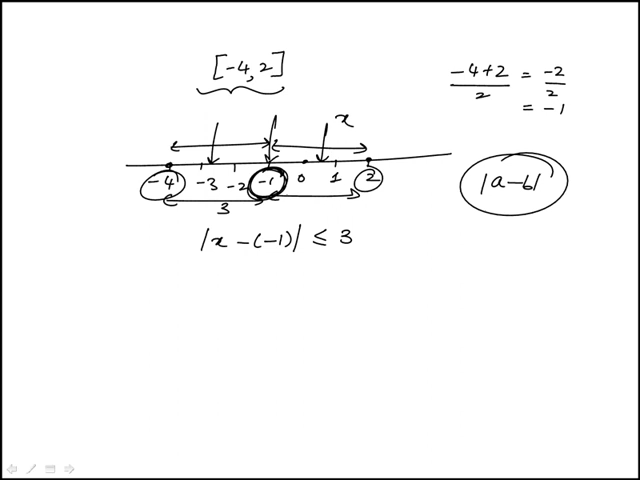 [-4, 2]
-4+2 / 2 = -2 / 2
= -1
x
-4 -3 -2 -1 0 1 2
3
|a-b|
|x - (-1)| ≤ 3